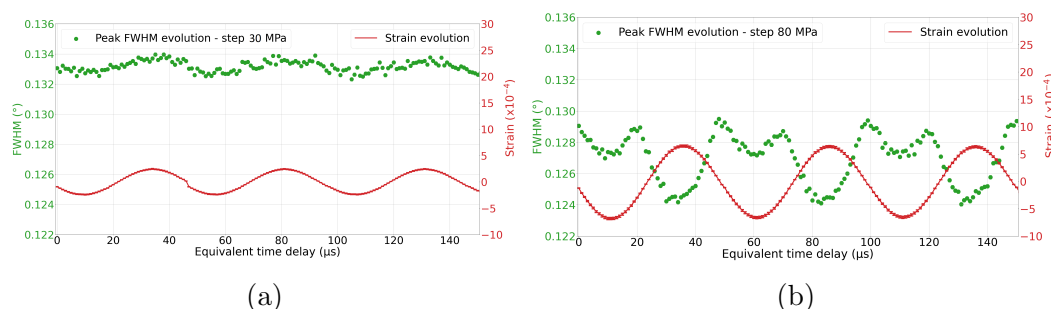 0.136
0.134
0.132
0.130
0.128
0.126
0.124
0.122
FWHM (°)
Peak FWHM evolution - step 30 MPa
Strain evolution
30
25
20
15
10
5
0
−5
−10
Strain (x10⁻⁴)
0 20 40 60 80 100 120 140
Equivalent time delay (µs)
(a)
0.136
0.134
0.132
0.130
0.128
0.126
0.124
0.122
FWHM (°)
Peak FWHM evolution - step 80 MPa
Strain evolution
30
25
20
15
10
5
0
−5
−10
Strain (x10⁻⁴)
0 20 40 60 80 100 120 140
Equivalent time delay (µs)
(b)